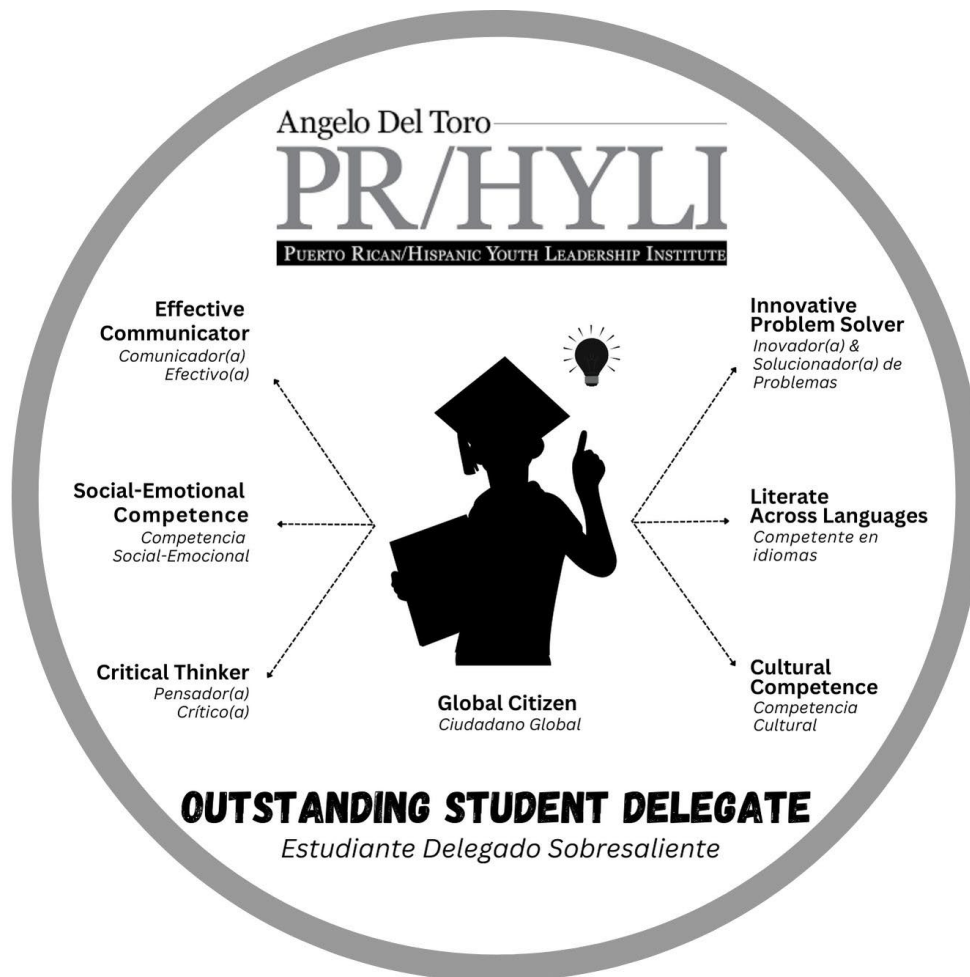 Angelo Del Toro
PR/HYLI
PUERTO RICAN/HISPANIC YOUTH LEADERSHIP INSTITUTE
Effective
Communicator
Comunicador(a)
Efectivo(a)
Social-Emotional
Competence
Competencia
Social-Emocional
Critical Thinker
Pensador(a)
Crítico(a)
Innovative
Problem Solver
Inovador(a) &
Solucionador(a) de
Problemas
Literate
Across Languages
Competente en
idiomas
Cultural
Competence
Competencia
Cultural
Global Citizen
Ciudadano Global
OUTSTANDING STUDENT DELEGATE
Estudiante Delegado Sobresaliente